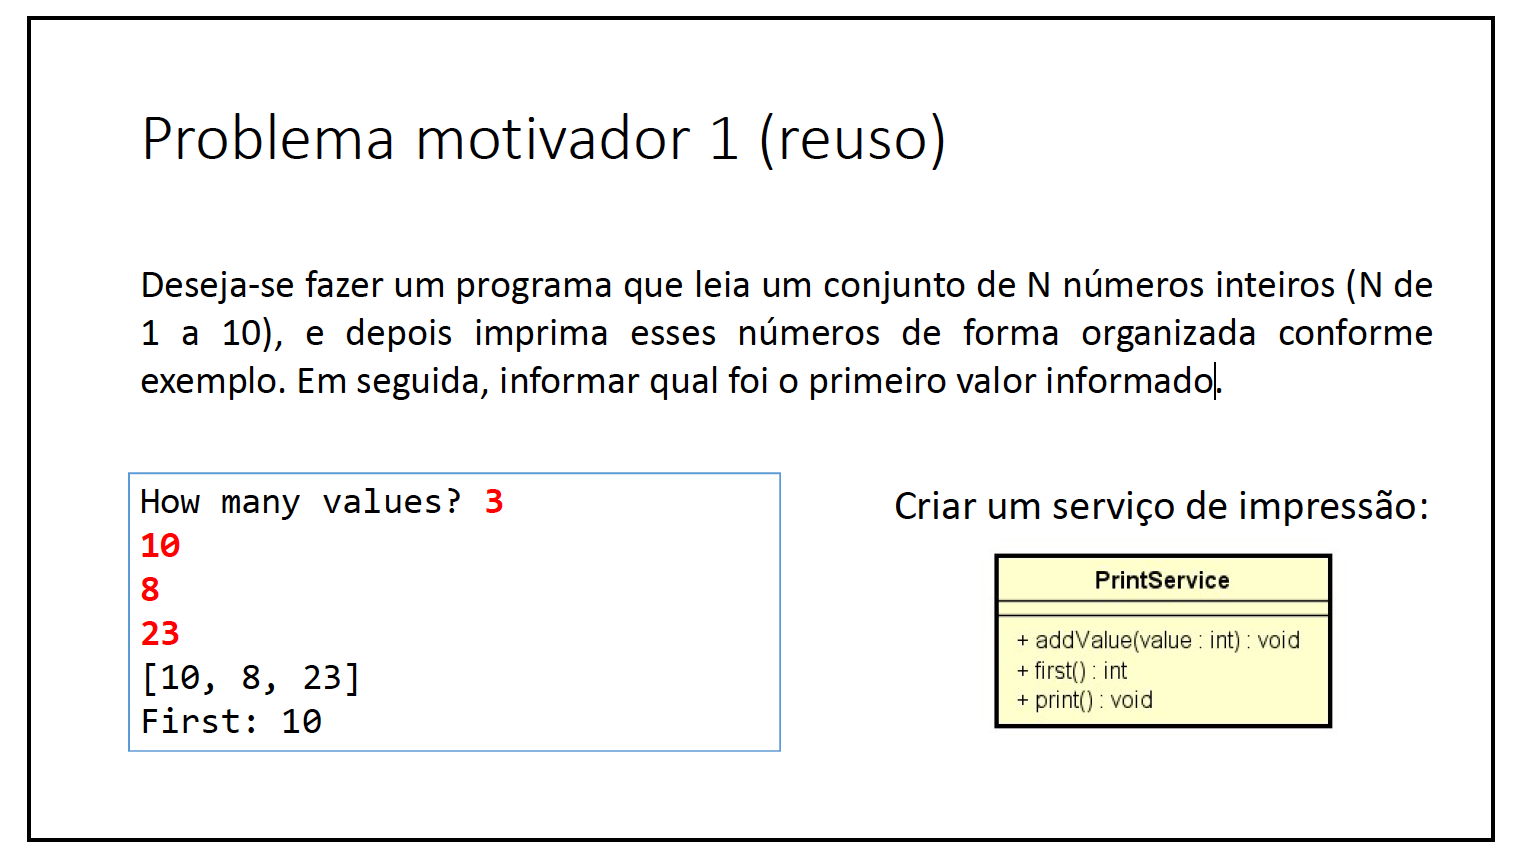 Problema motivador 1 (reuso)
Deseja-se fazer um programa que leia um conjunto de N números inteiros (N de
1 a 10), e depois imprima esses números de forma organizada conforme
exemplo. Em seguida, informar qual foi o primeiro valor informado.
How many values? 3
10
8
23
[10, 8, 23]
First: 10
Criar um serviço de impressão:
PrintService
+ addValue(value : int) : void
+ first() : int
+ print() : void